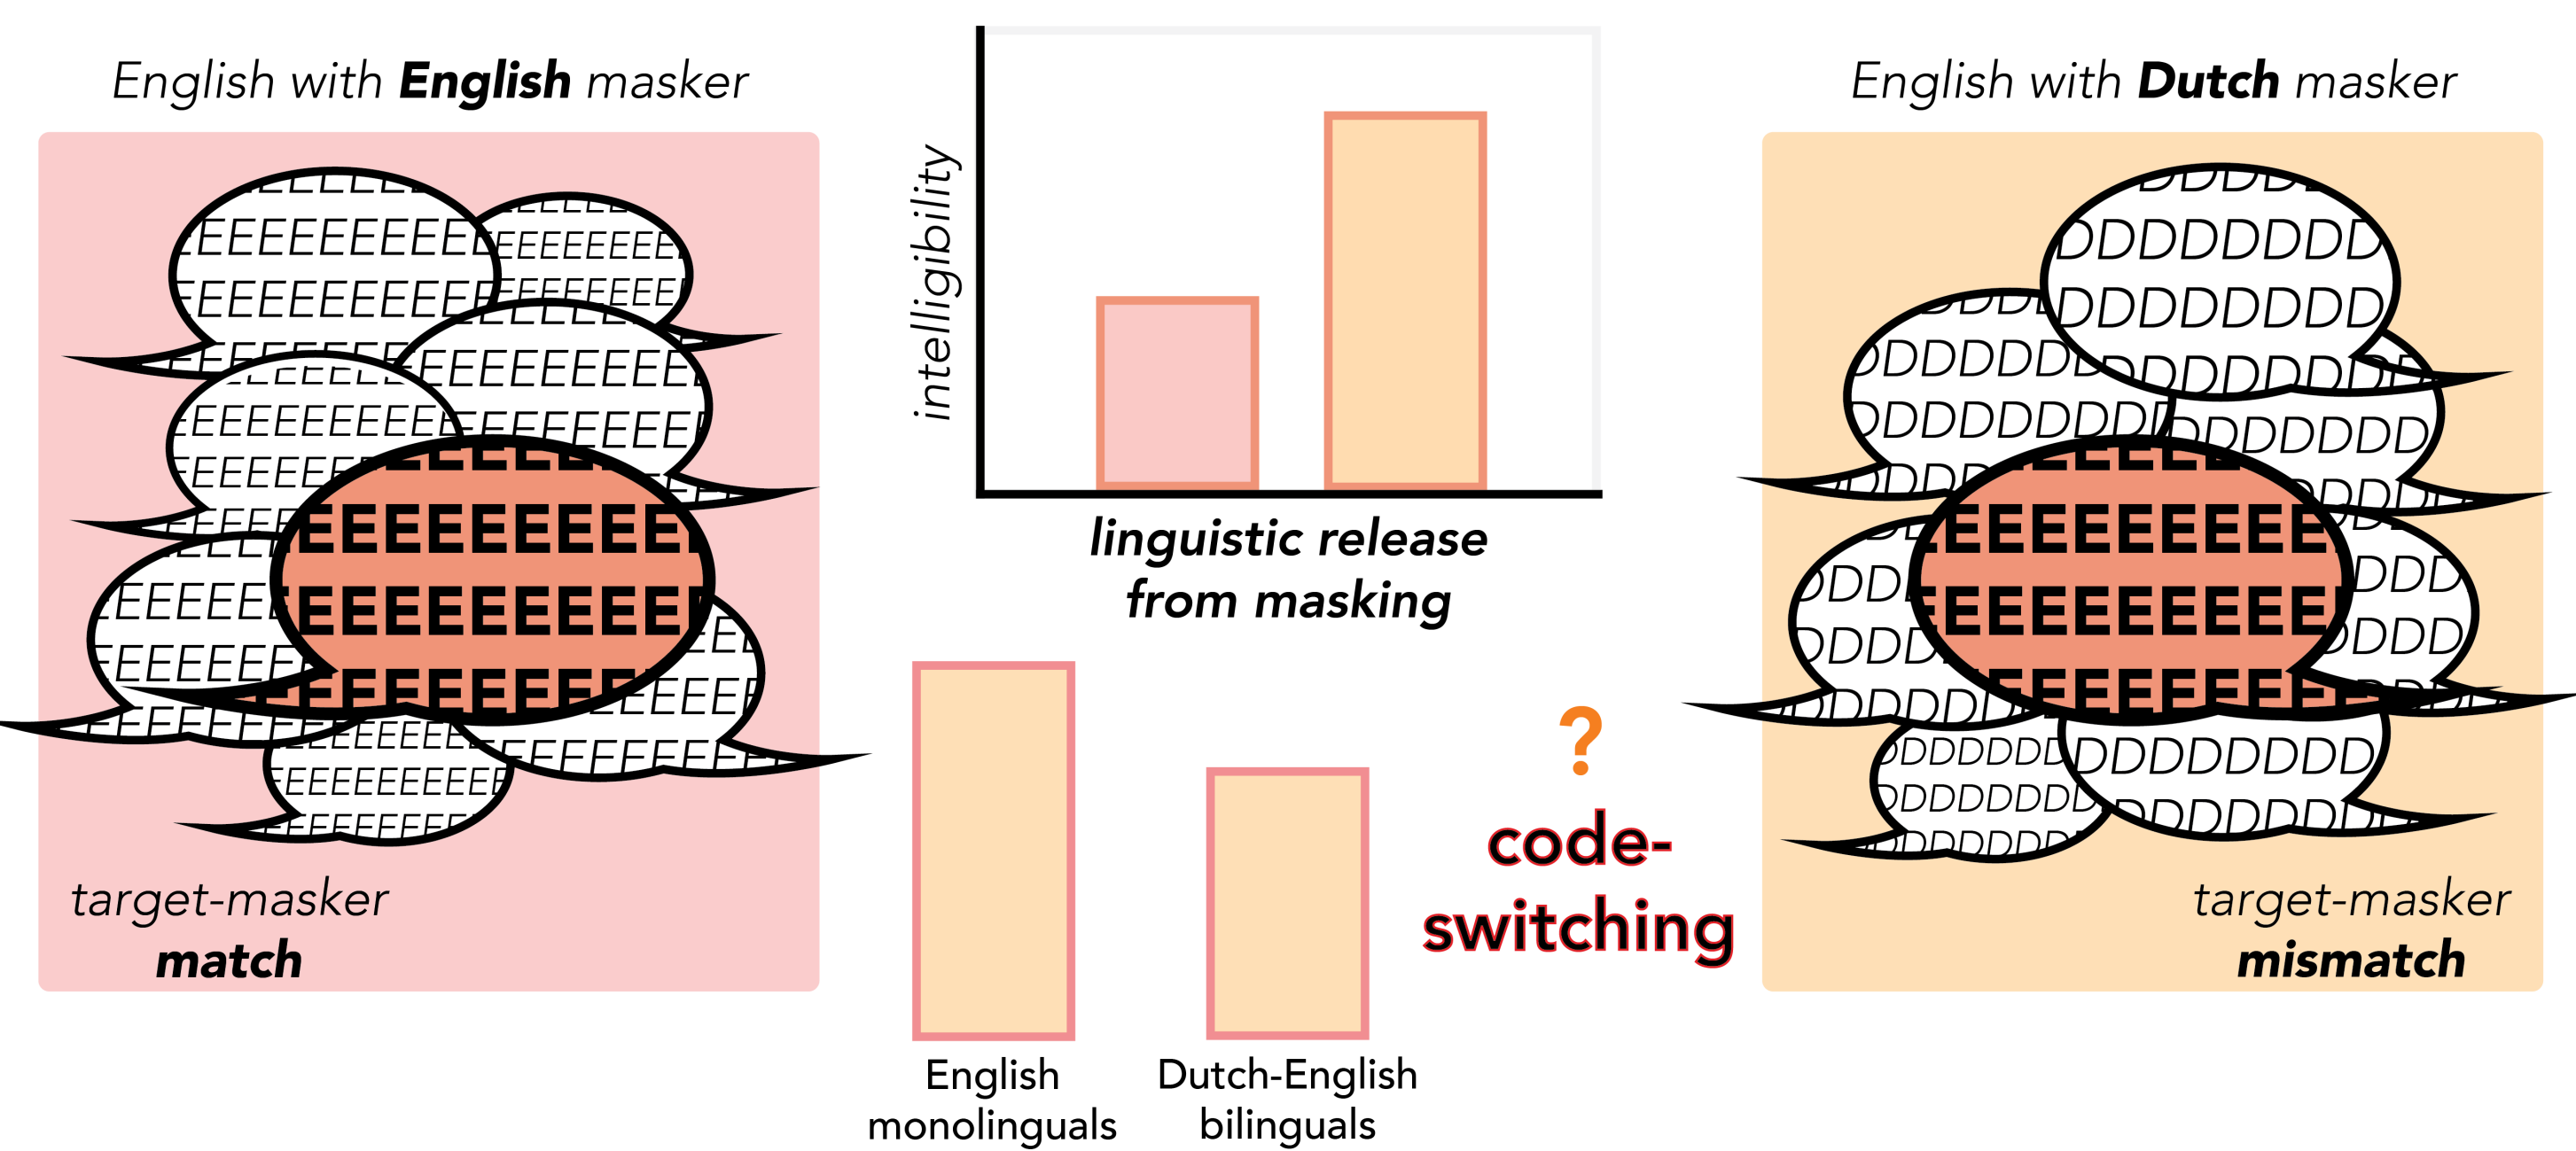 English with English masker
target-masker
match
intelligibility
linguistic release
from masking
English
monolinguals
Dutch-English
bilinguals
?
code-
switching
English with Dutch masker
target-masker
mismatch